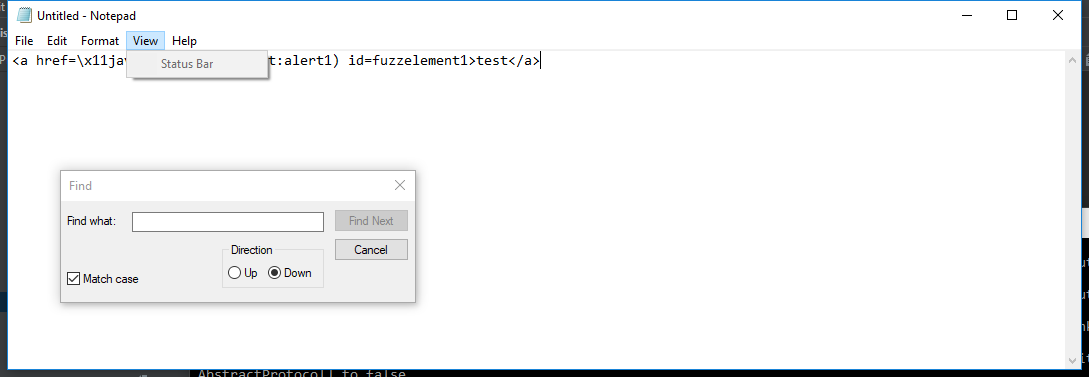 Untitled - Notepad
File Edit Format View Help
<a href=\x11ja t:alert1) id=fuzzelement1>test</a>
Status Bar
Find
Find what:
Find Next
Direction
Cancel
Up Down
Match case
AbstractProtocol] to false